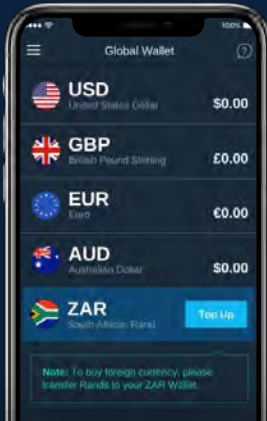 100%
Global Wallet
?
USD
United States Dollar
$0.00
GBP
British Pound Sterling
£0.00
EUR
Euro
€0.00
AUD
Australian Dollar
$0.00
ZAR
South African Rand
Top Up
Note: To buy foreign currency, please
transfer Rands to your ZAR Wallet.